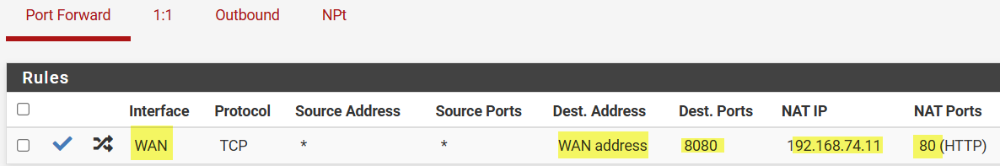 Port Forward 1:1 Outbound NPt
Rules
Interface Protocol Source Address Source Ports Dest. Address Dest. Ports NAT IP NAT Ports
WAN TCP * * WAN address 8080 192.168.74.11 80 (HTTP)